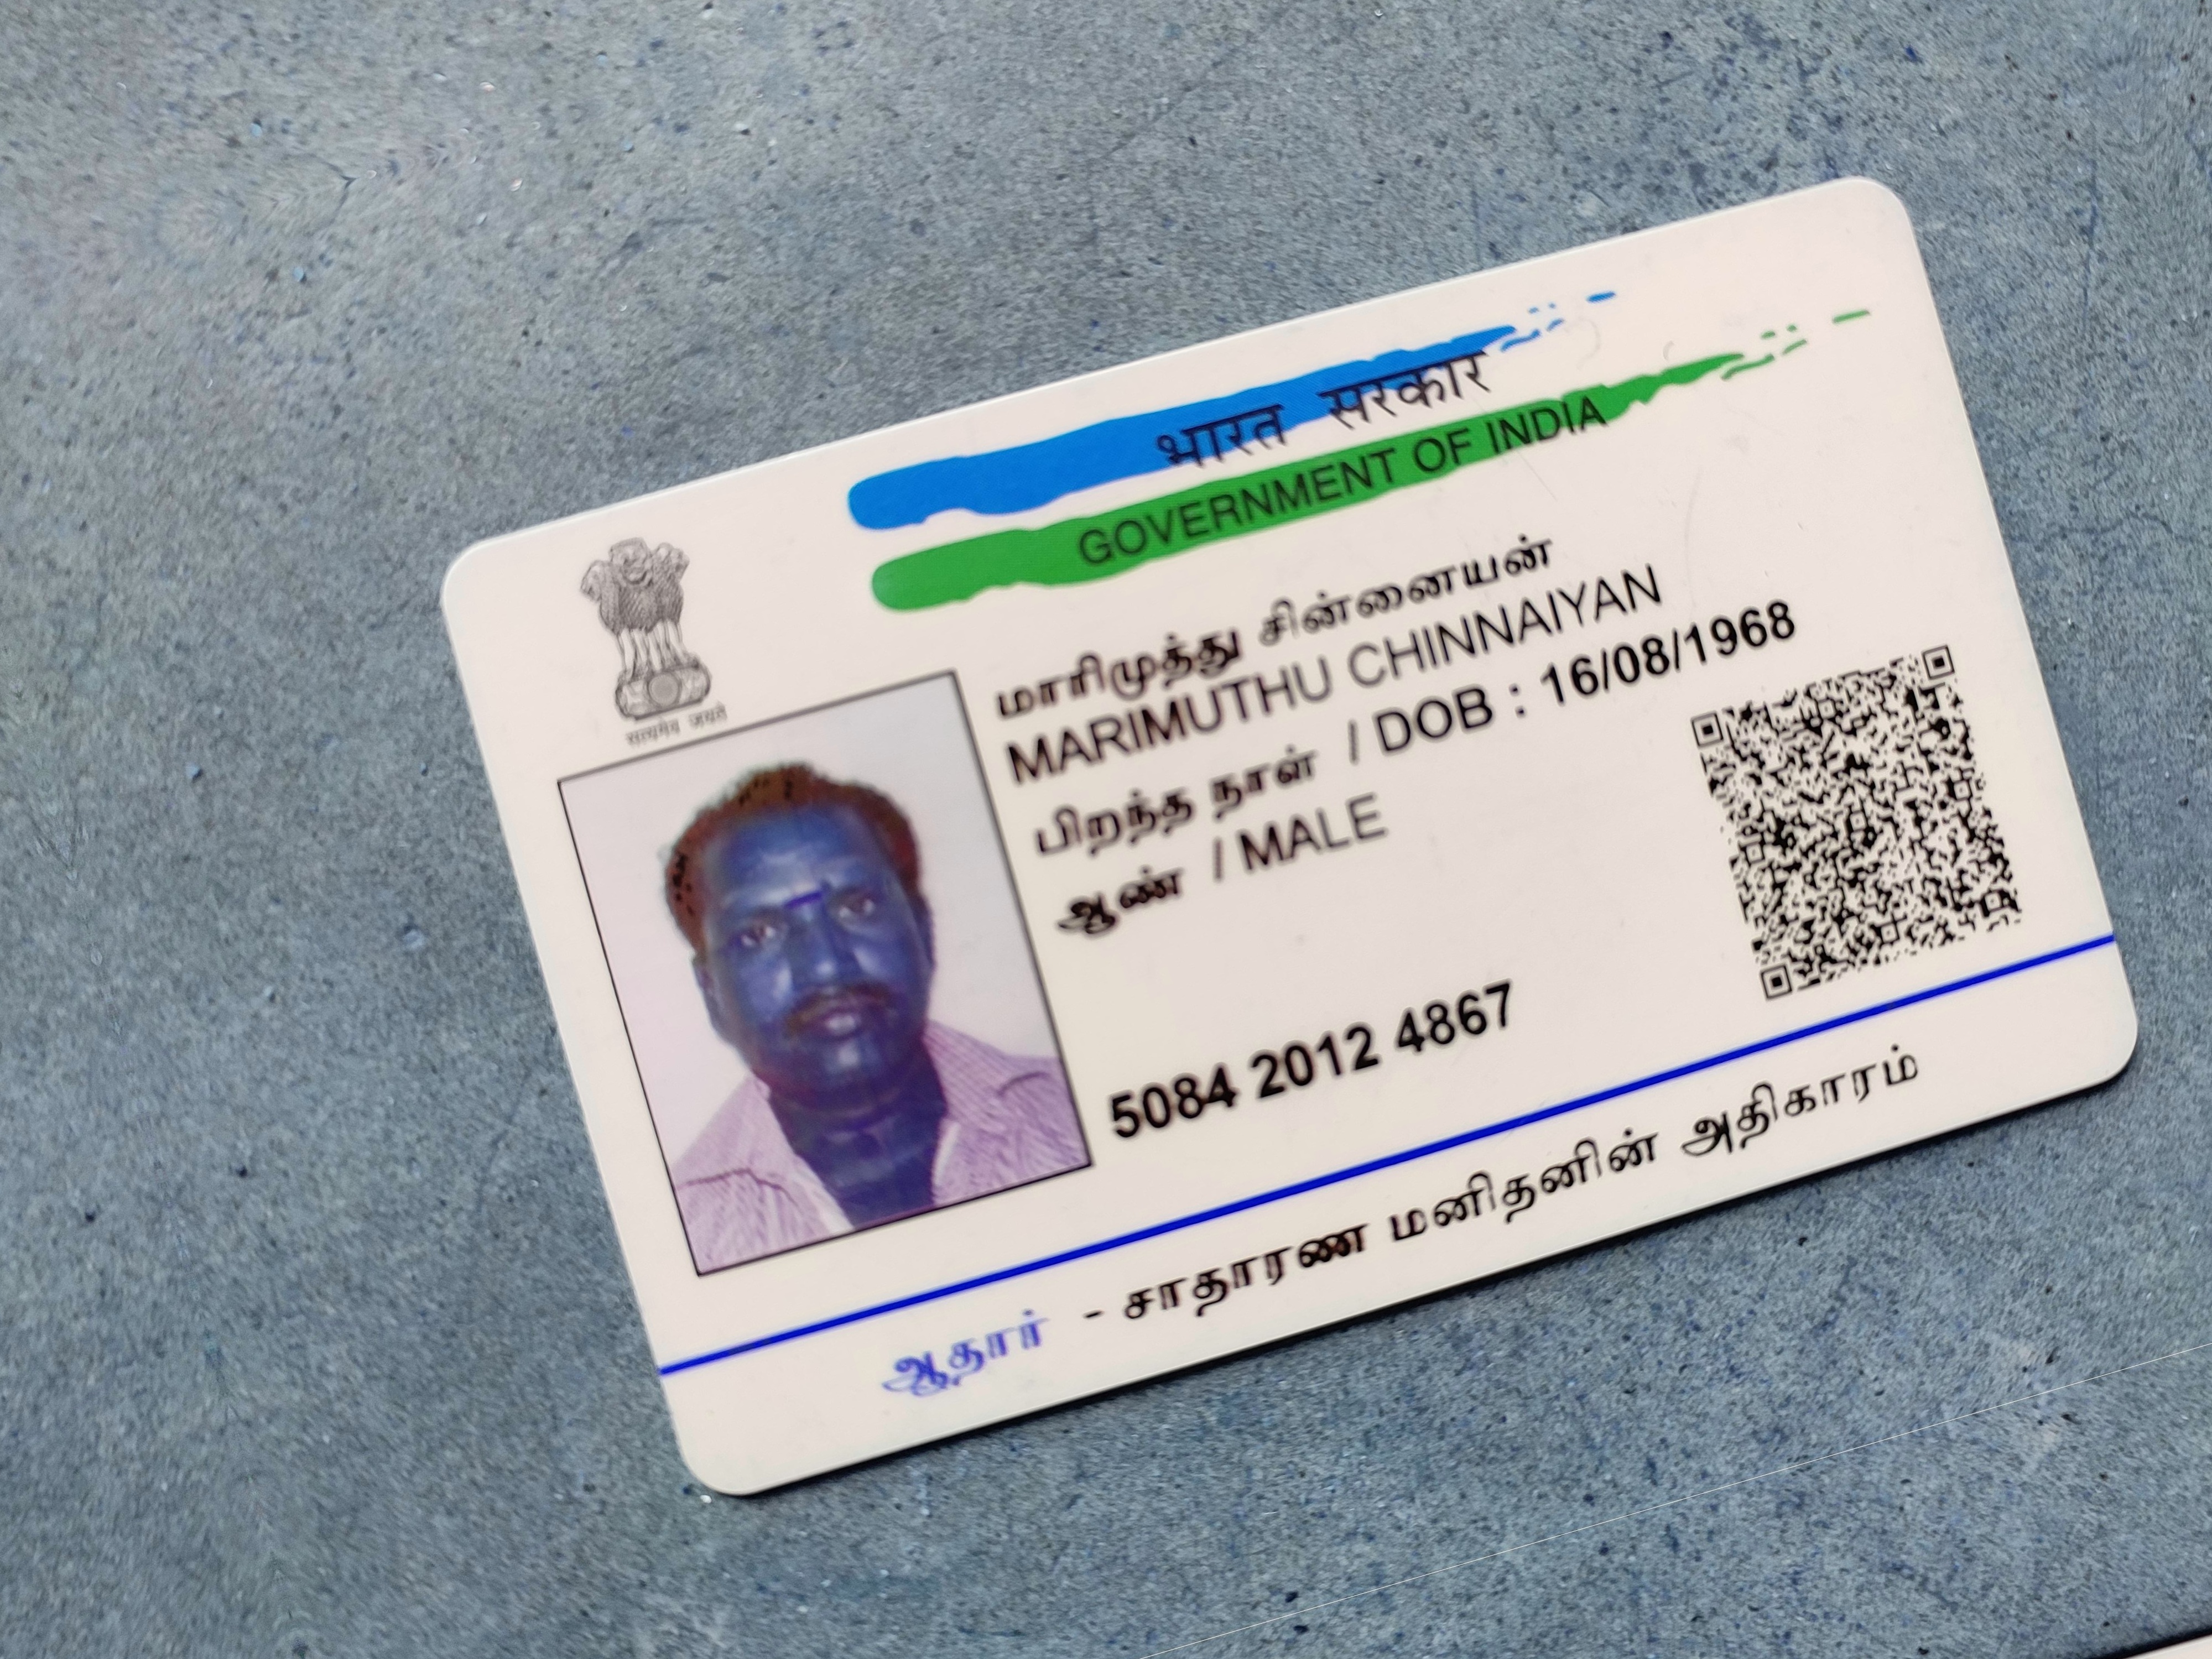 भारत सरकार
GOVERNMENT OF INDIA
सत्यमेव जयते
மாரிமுத்து சின்னையன்
MARIMUTHU CHINNAIYAN
பிறந்த நாள் / DOB : 16/08/1968
ஆண் / MALE
5084 2012 4867
ஆதார் - சாதாரண மனிதனின் அதிகாரம்